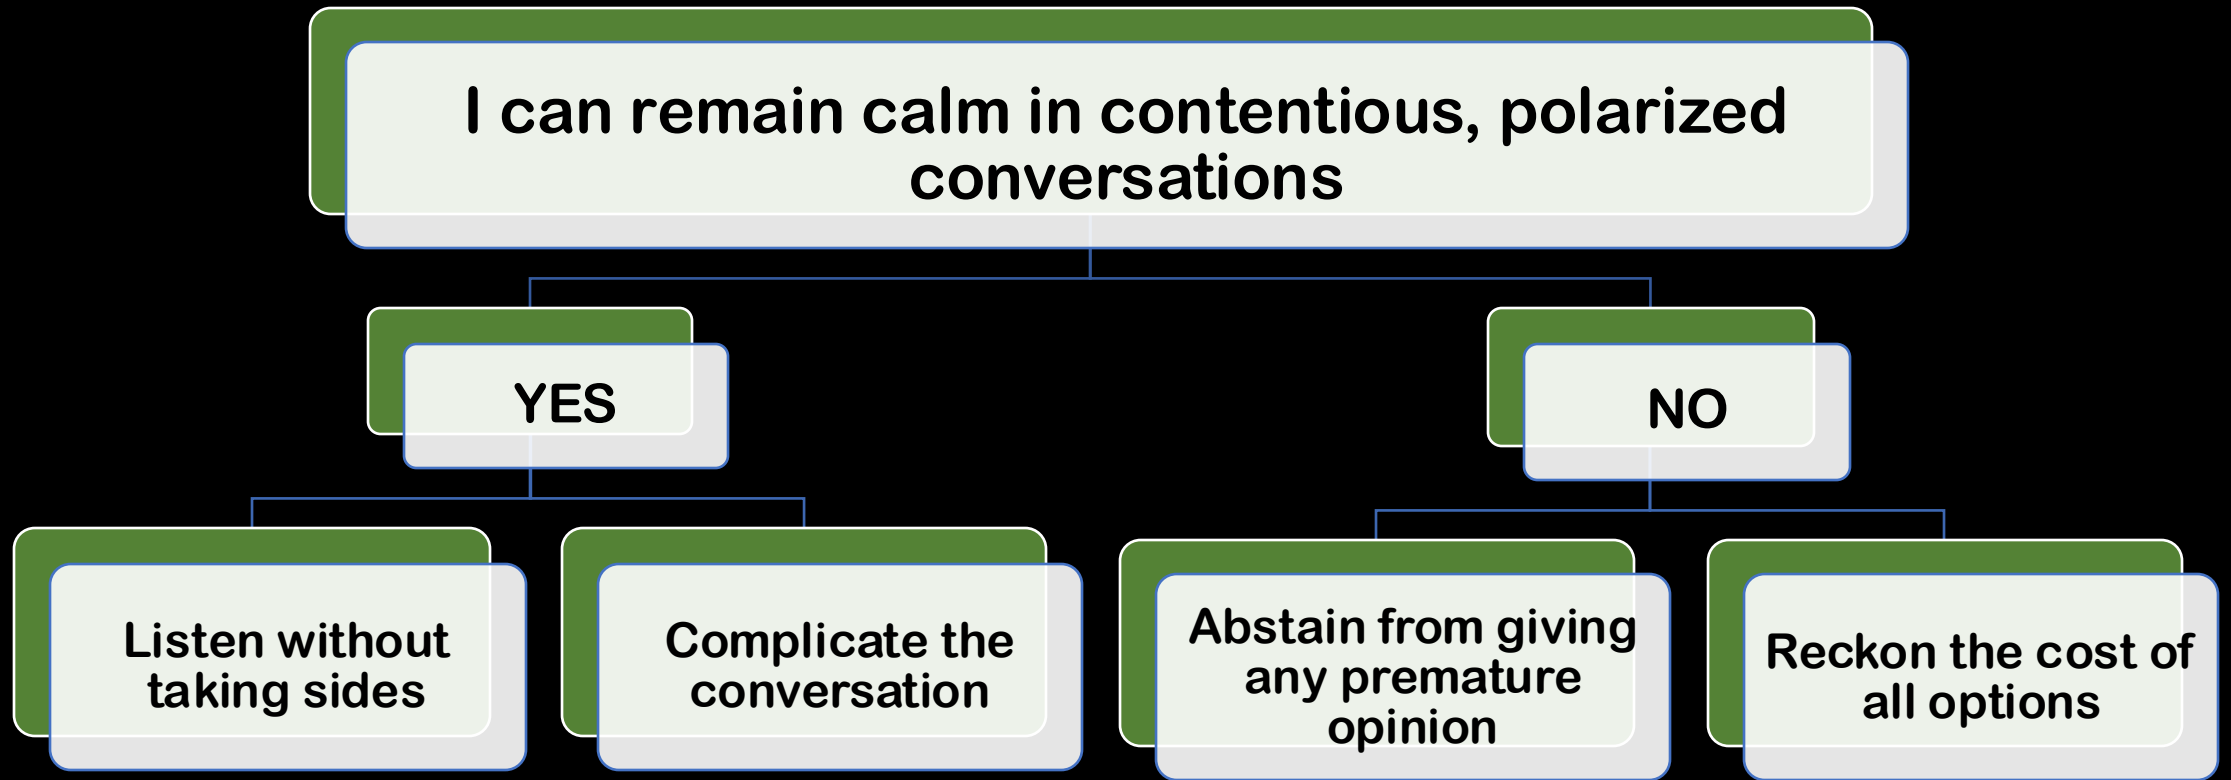 I can remain calm in contentious, polarized
conversations
YES
NO
Listen without
taking sides
Complicate the
conversation
Abstain from giving
any premature
opinion
Reckon the cost of
all options